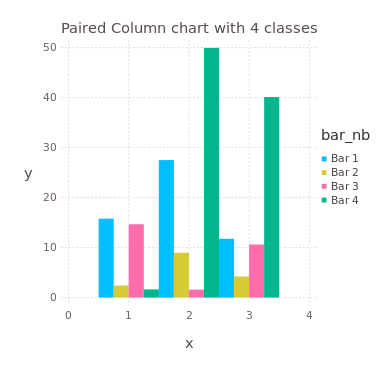 Paired Column chart with 4 classes
50
40
30
20
10
0
y
0 1 2 3 4
x
bar_nb
Bar 1
Bar 2
Bar 3
Bar 4